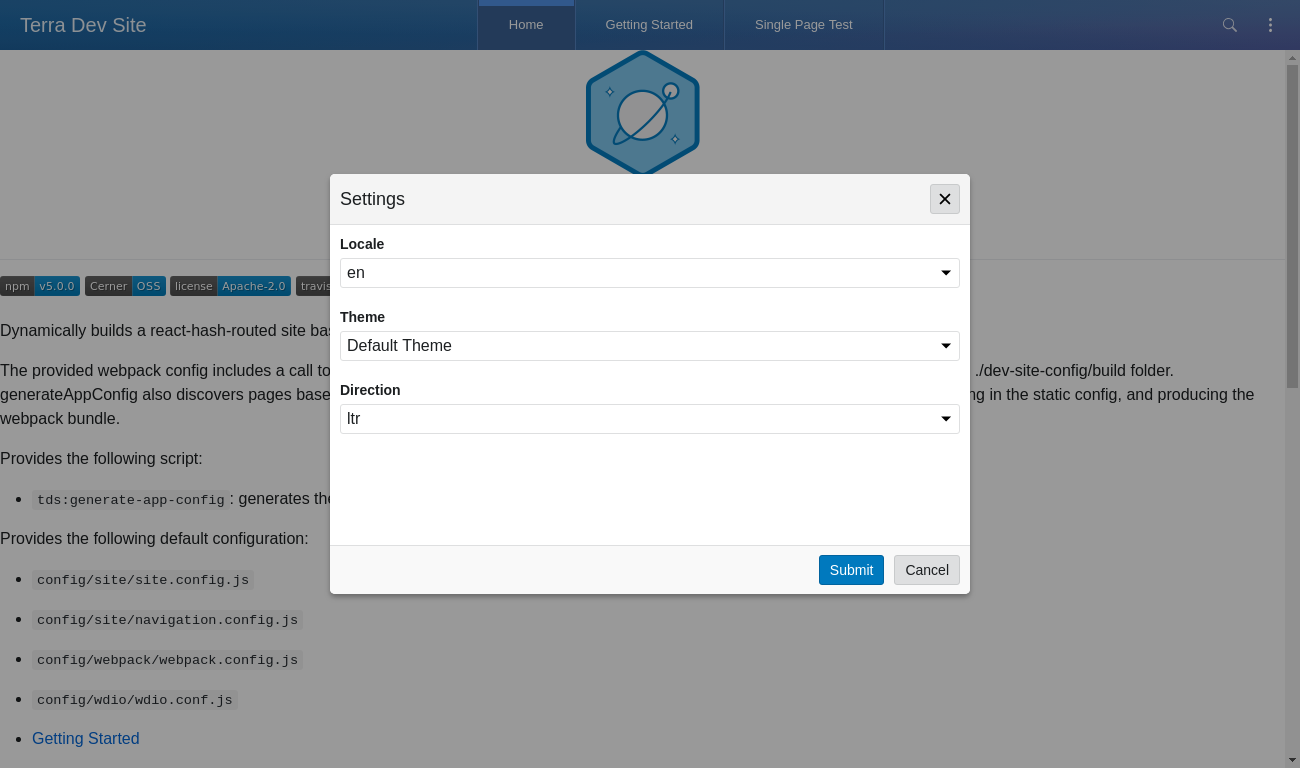 Terra Dev Site
Home
Getting Started
Single Page Test
Settings
Locale
en
Theme
Default Theme
Direction
ltr
Submit
Cancel
npm v5.0.0 Cerner OSS license Apache-2.0 travis
Dynamically builds a react-hash-routed site
The provided webpack config includes a call to ./dev-site-config/build folder.
generateAppConfig also discovers pages in the static config, and producing the
webpack bundle.
Provides the following script:
tds:generate-app-config: generates
Provides the following default configuration:
config/site/site.config.js
config/site/navigation.config.js
config/webpack/webpack.config.js
config/wdio/wdio.conf.js
Getting Started